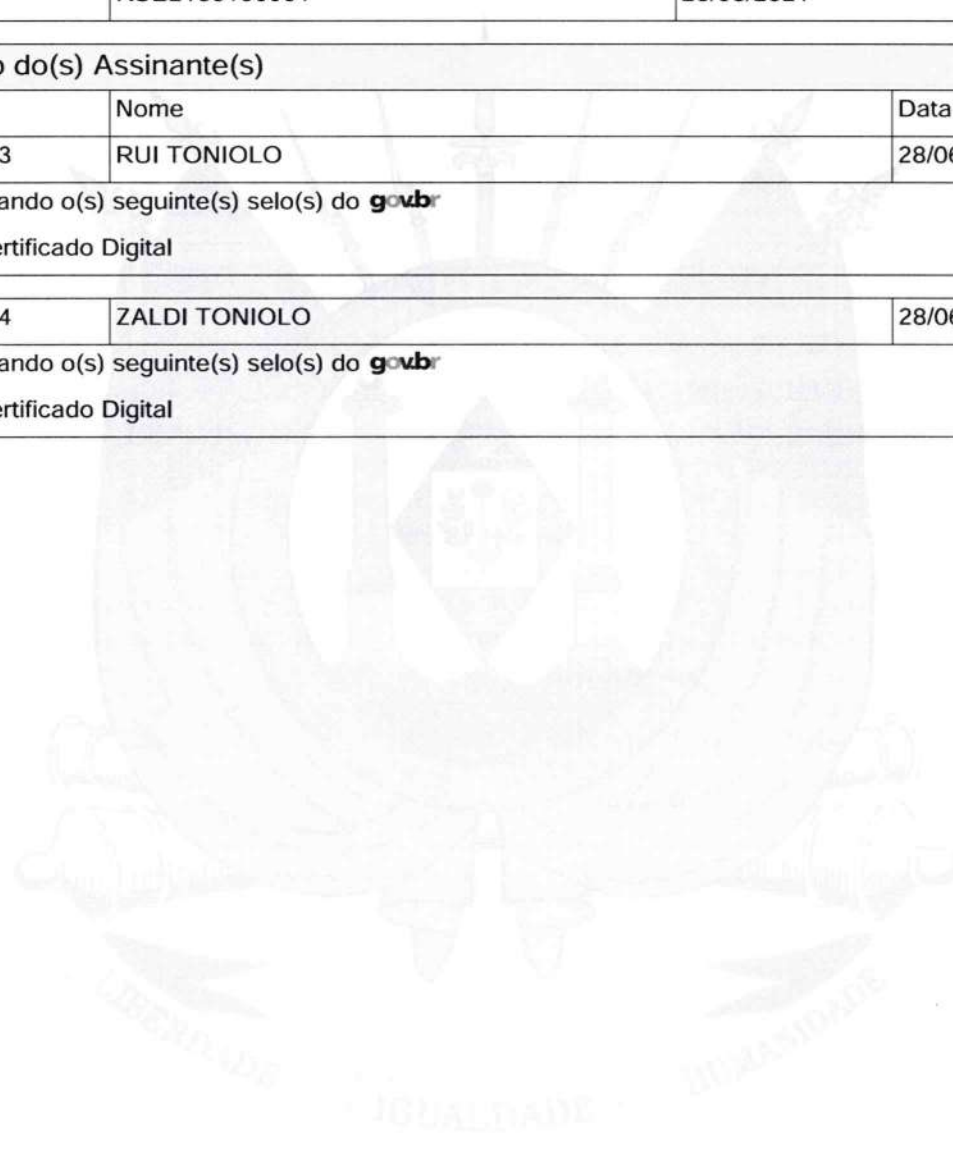 o do(s) Assinante(s)
Nome Data
3 RUI TONIOLO 28/06
ando o(s) seguinte(s) selo(s) do gov.br
ertificado Digital
4 ZALDI TONIOLO 28/06
ando o(s) seguinte(s) selo(s) do gov.br
ertificado Digital
LIBERDADE IGUALDADE HUMANIDADE